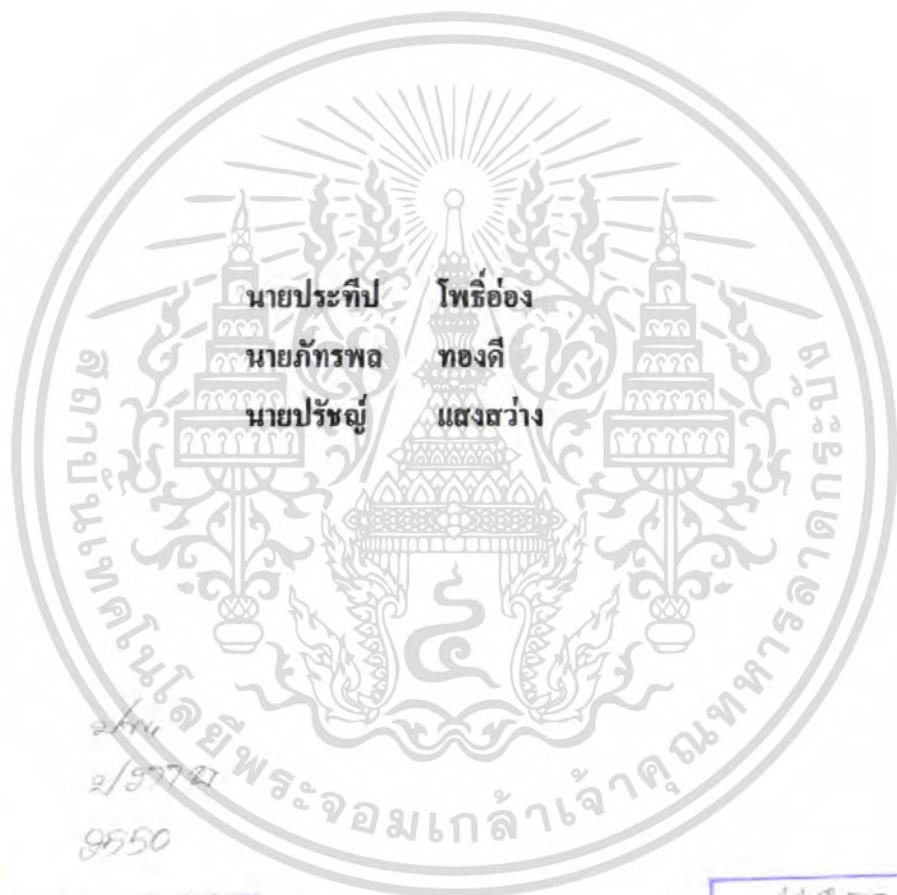 นายประทีป โพธิ์อ่อง
นายภัทรพล ทองดี
นายปรัชญ์ แสงสว่าง
สถาบันเทคโนโลยีพระจอมเกล้าเจ้าคุณทหารลาดกระบัง
๔
2550